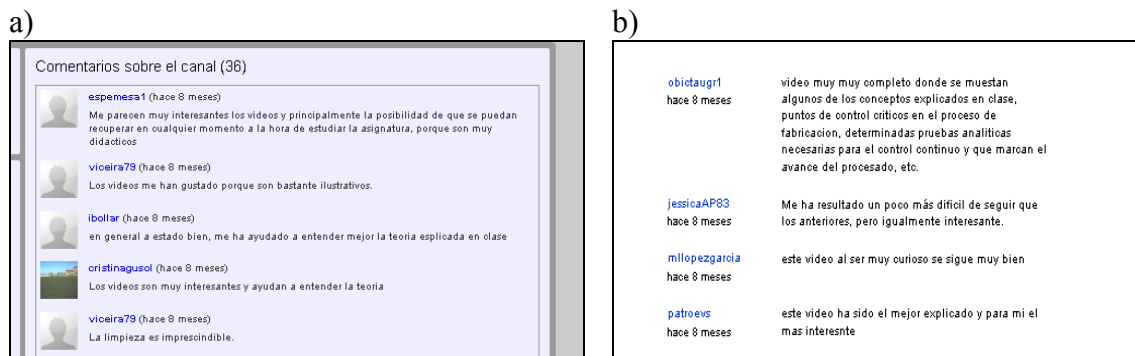 a)
Comentarios sobre el canal (36)
espemesa1 (hace 8 meses)
Me parecen muy interesantes los videos y principalmente la posibilidad de que se puedan
recuperar en cualquier momento a la hora de estudiar la asignatura, porque son muy
didacticos
viceira79 (hace 8 meses)
Los videos me han gustado porque son bastante ilustrativos.
ibollar (hace 8 meses)
en general a estado bien, me ha ayudado a entender mejor la teoria esplicada en clase
cristinagusol (hace 8 meses)
Los videos son muy interesantes y ayudan a entender la teoria
viceira79 (hace 8 meses)
La limpieza es imprescindible.
b)
obictaugr1
hace 8 meses
video muy muy completo donde se muestan
algunos de los conceptos explicados en clase,
puntos de control criticos en el proceso de
fabricacion, determinadas pruebas analiticas
necesarias para el control continuo y que marcan el
avance del procesado, etc.
jessicaAP83
hace 8 meses
Me ha resultado un poco más dificil de seguir que
los anteriores, pero igualmente interesante.
mllopezgarcia
hace 8 meses
este video al ser muy curioso se sigue muy bien
patroevs
hace 8 meses
este video ha sido el mejor explicado y para mi el
mas interesnte